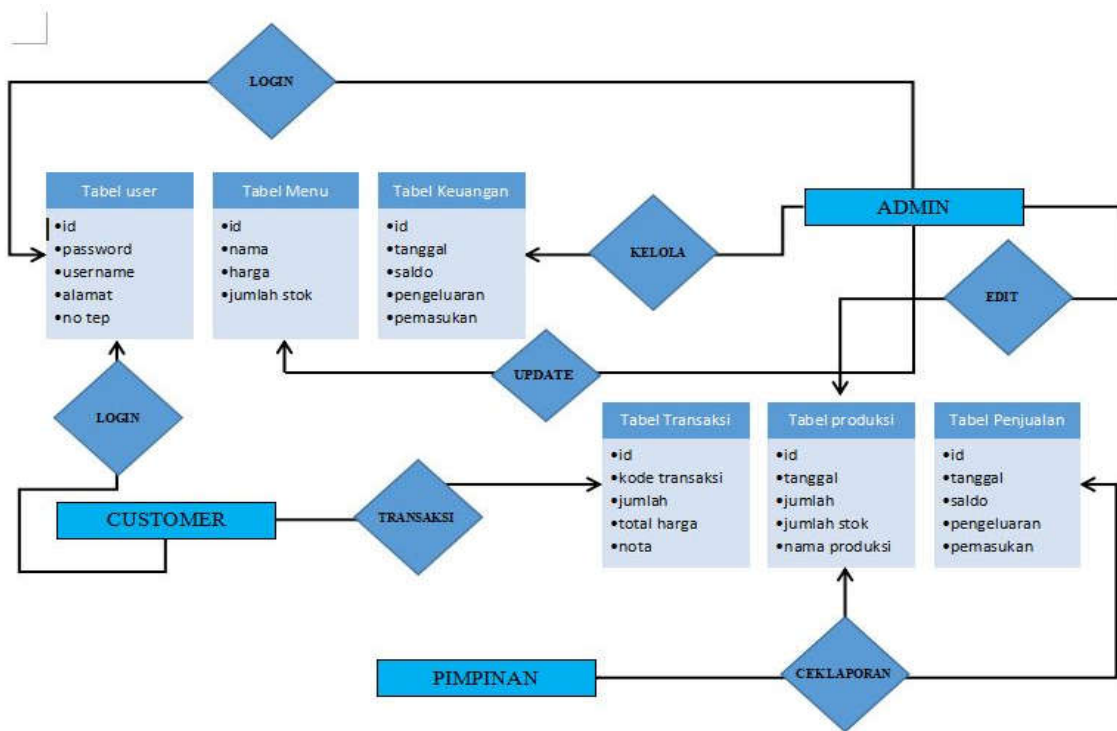 LOGIN
Tabel user
•id
•password
•username
•alamat
•no tep
Tabel Menu
•id
•nama
•harga
•jumlah stok
Tabel Keuangan
•id
•tanggal
•saldo
•pengeluaran
•pemasukan
KELOLA
ADMIN
EDIT
UPDATE
LOGIN
CUSTOMER
TRANSAKSI
Tabel Transaksi
•id
•kode transaksi
•jumlah
•total harga
•nota
Tabel produksi
•id
•tanggal
•jumlah
•jumlah stok
•nama produksi
Tabel Penjualan
•id
•tanggal
•saldo
•pengeluaran
•pemasukan
PIMPINAN
CEK LAPORAN